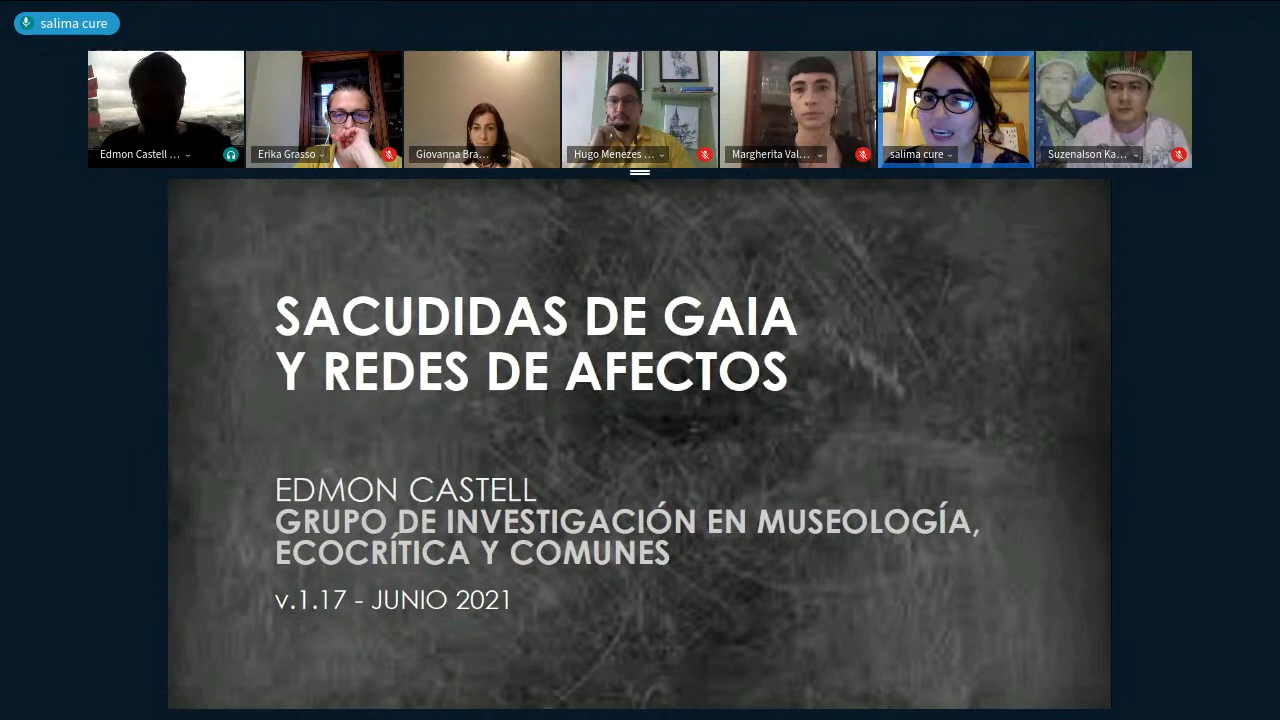 salima cure
Edmon Castell ...
Erika Grasso
Giovanna Bra...
Hugo Menezes ...
Margherita Val...
salima cure
Suzenalson Ka...
SACUDIDAS DE GAIA
Y REDES DE AFECTOS
EDMON CASTELL
GRUPO DE INVESTIGACIÓN EN MUSEOLOGÍA,
ECOCRÍTICA Y COMUNES
v.1.17 - JUNIO 2021